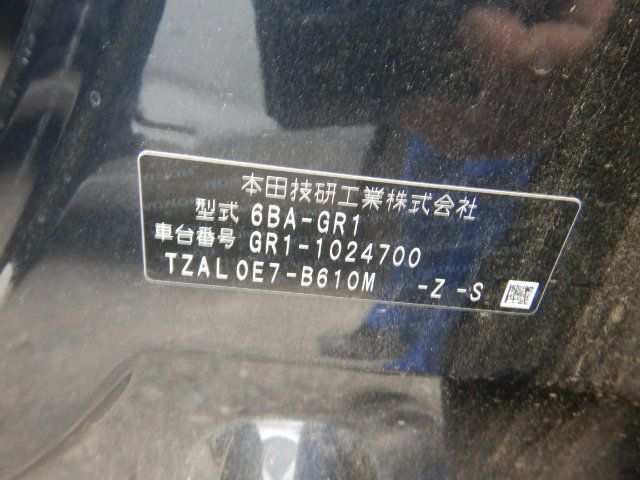 本田技研工業株式会社
型式 6BA-GR1
車台番号 GR1-1024700
TZAL0E7-B610M -Z -S